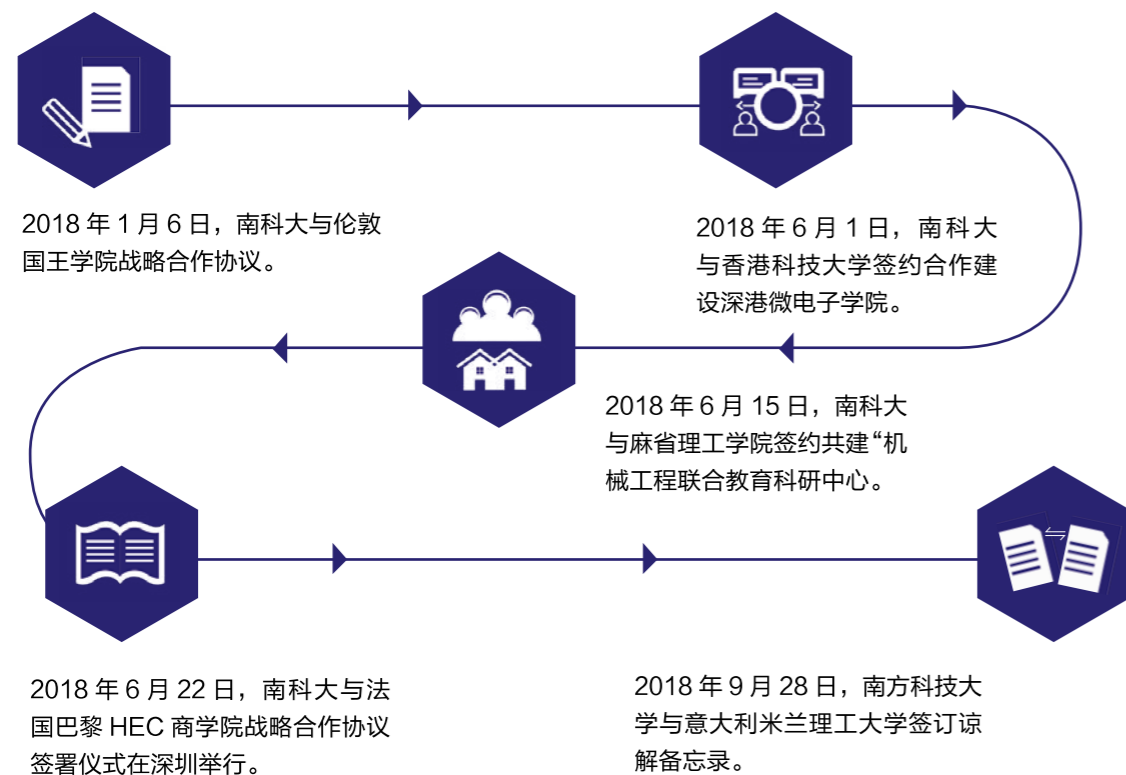 2018 年 1 月 6 日，南科大与伦敦
国王学院战略合作协议。
2018 年 6 月 1 日，南科大
与香港科技大学签约合作建
设深港微电子学院。
2018 年 6 月 15 日，南科大
与麻省理工学院签约共建“机
械工程联合教育科研中心。
2018 年 6 月 22 日，南科大与法
国巴黎 HEC 商学院战略合作协议
签署仪式在深圳举行。
2018 年 9 月 28 日，南方科技大
学与意大利米兰理工大学签订谅
解备忘录。